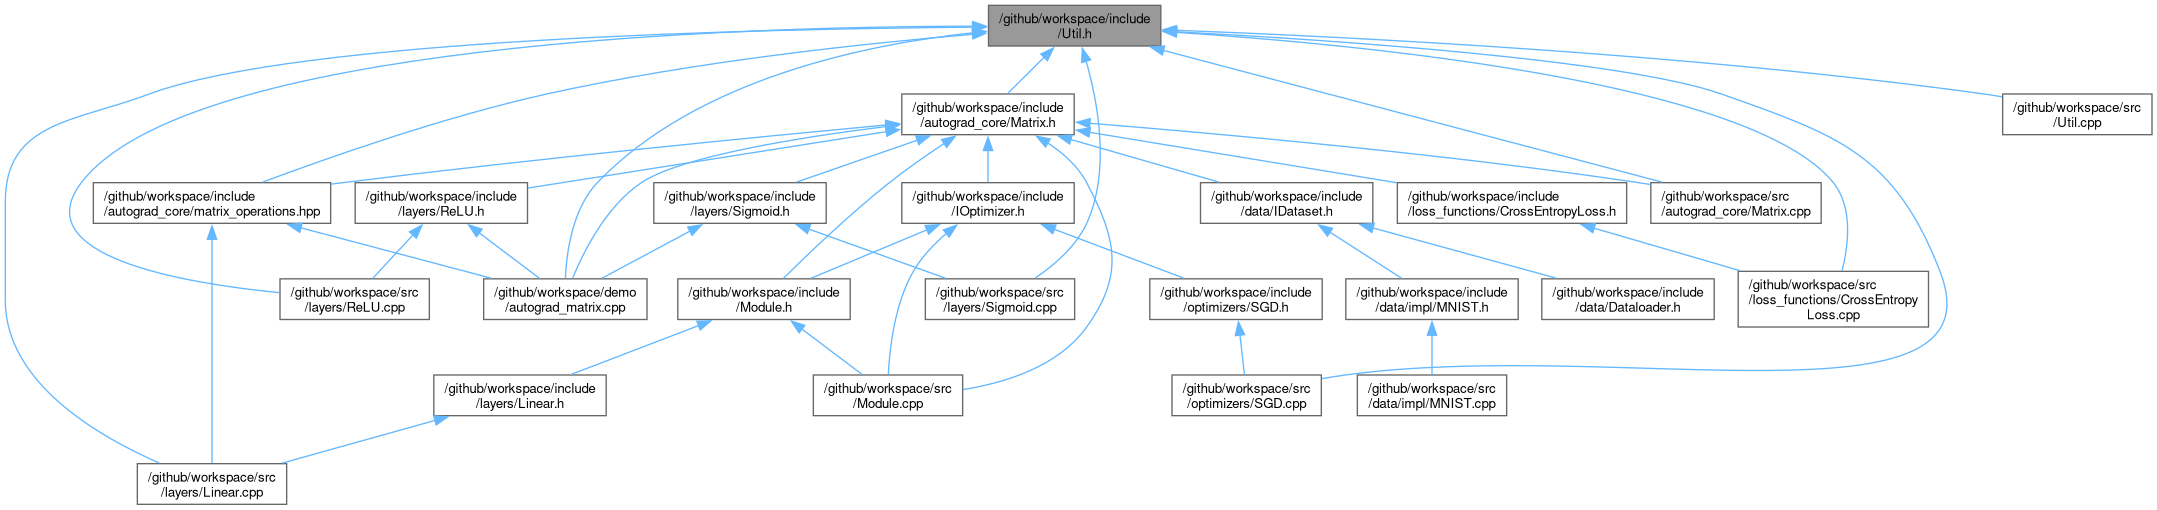 /github/workspace/include
/Util.h
/github/workspace/include
/autograd_core/Matrix.h
/github/workspace/src
/Util.cpp
/github/workspace/include
/autograd_core/matrix_operations.hpp
/github/workspace/include
/layers/ReLU.h
/github/workspace/include
/layers/Sigmoid.h
/github/workspace/include
/IOptimizer.h
/github/workspace/include
/data/IDataset.h
/github/workspace/include
/loss_functions/CrossEntropyLoss.h
/github/workspace/src
/autograd_core/Matrix.cpp
/github/workspace/src
/layers/ReLU.cpp
/github/workspace/demo
/autograd_matrix.cpp
/github/workspace/include
/Module.h
/github/workspace/src
/layers/Sigmoid.cpp
/github/workspace/include
/optimizers/SGD.h
/github/workspace/include
/data/impl/MNIST.h
/github/workspace/include
/data/Dataloader.h
/github/workspace/src
/loss_functions/CrossEntropy
Loss.cpp
/github/workspace/include
/layers/Linear.h
/github/workspace/src
/Module.cpp
/github/workspace/src
/optimizers/SGD.cpp
/github/workspace/src
/data/impl/MNIST.cpp
/github/workspace/src
/layers/Linear.cpp